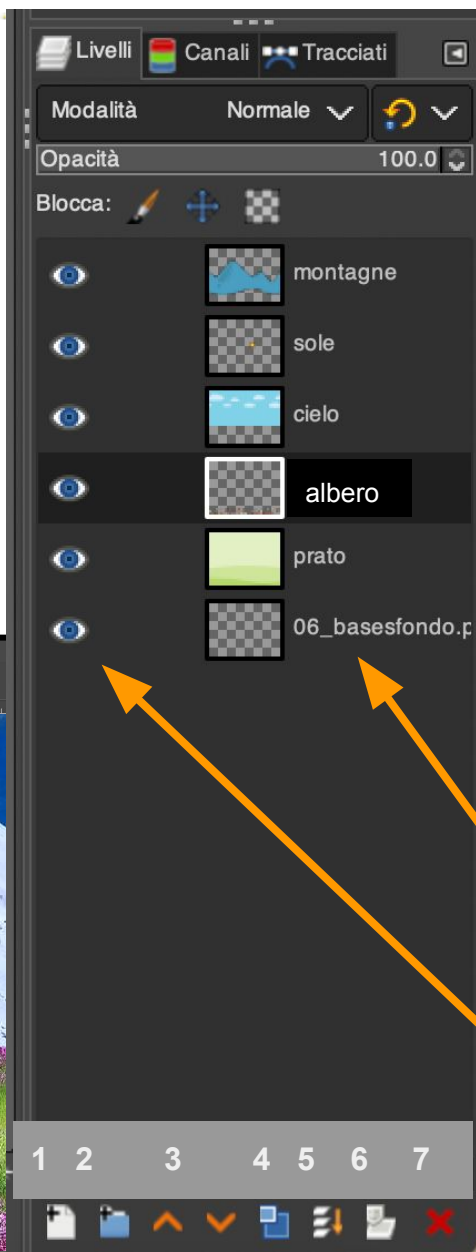 Livelli Canali Tracciati
Modalità Normale
Opacità 100.0
Blocca:
montagne
sole
cielo
albero
prato
06_basesfondo.p
1 2 3 4 5 6 7